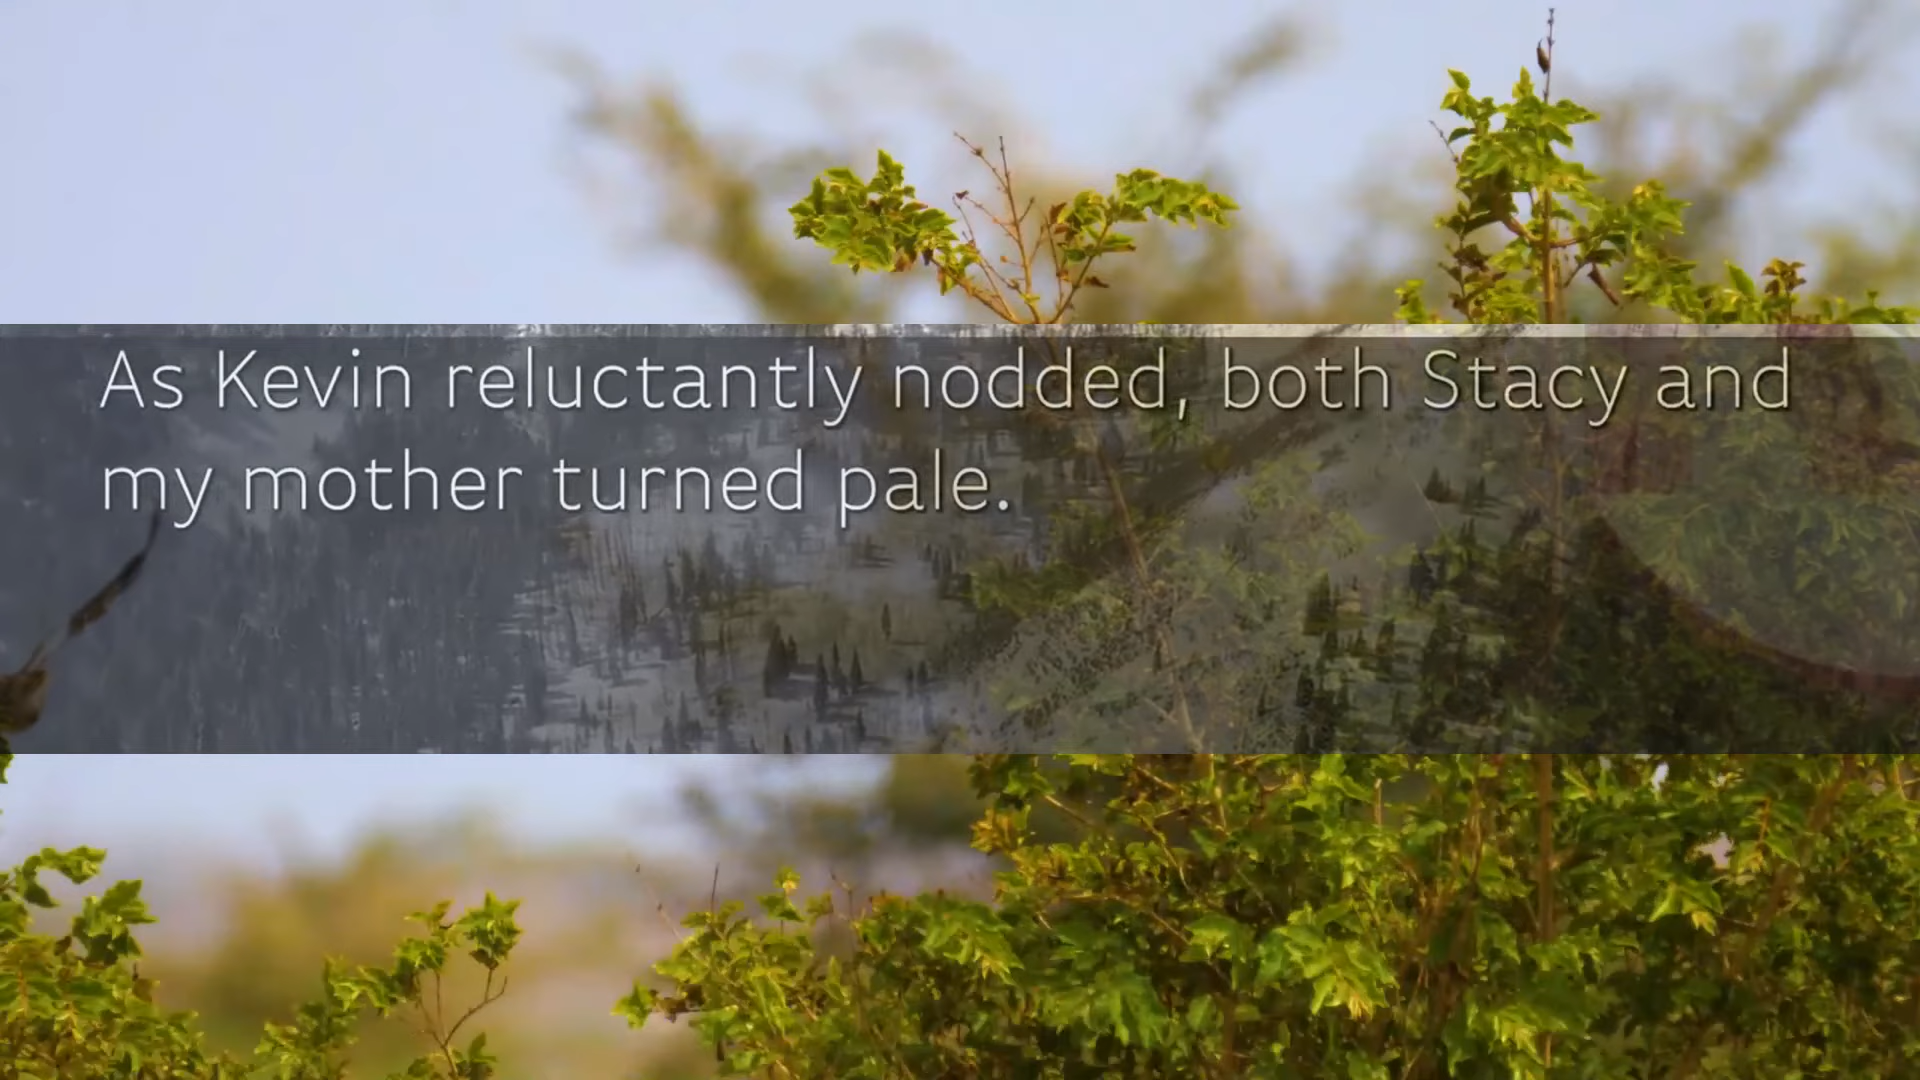 As Kevin reluctantly nodded, both Stacy and
my mother turned pale.